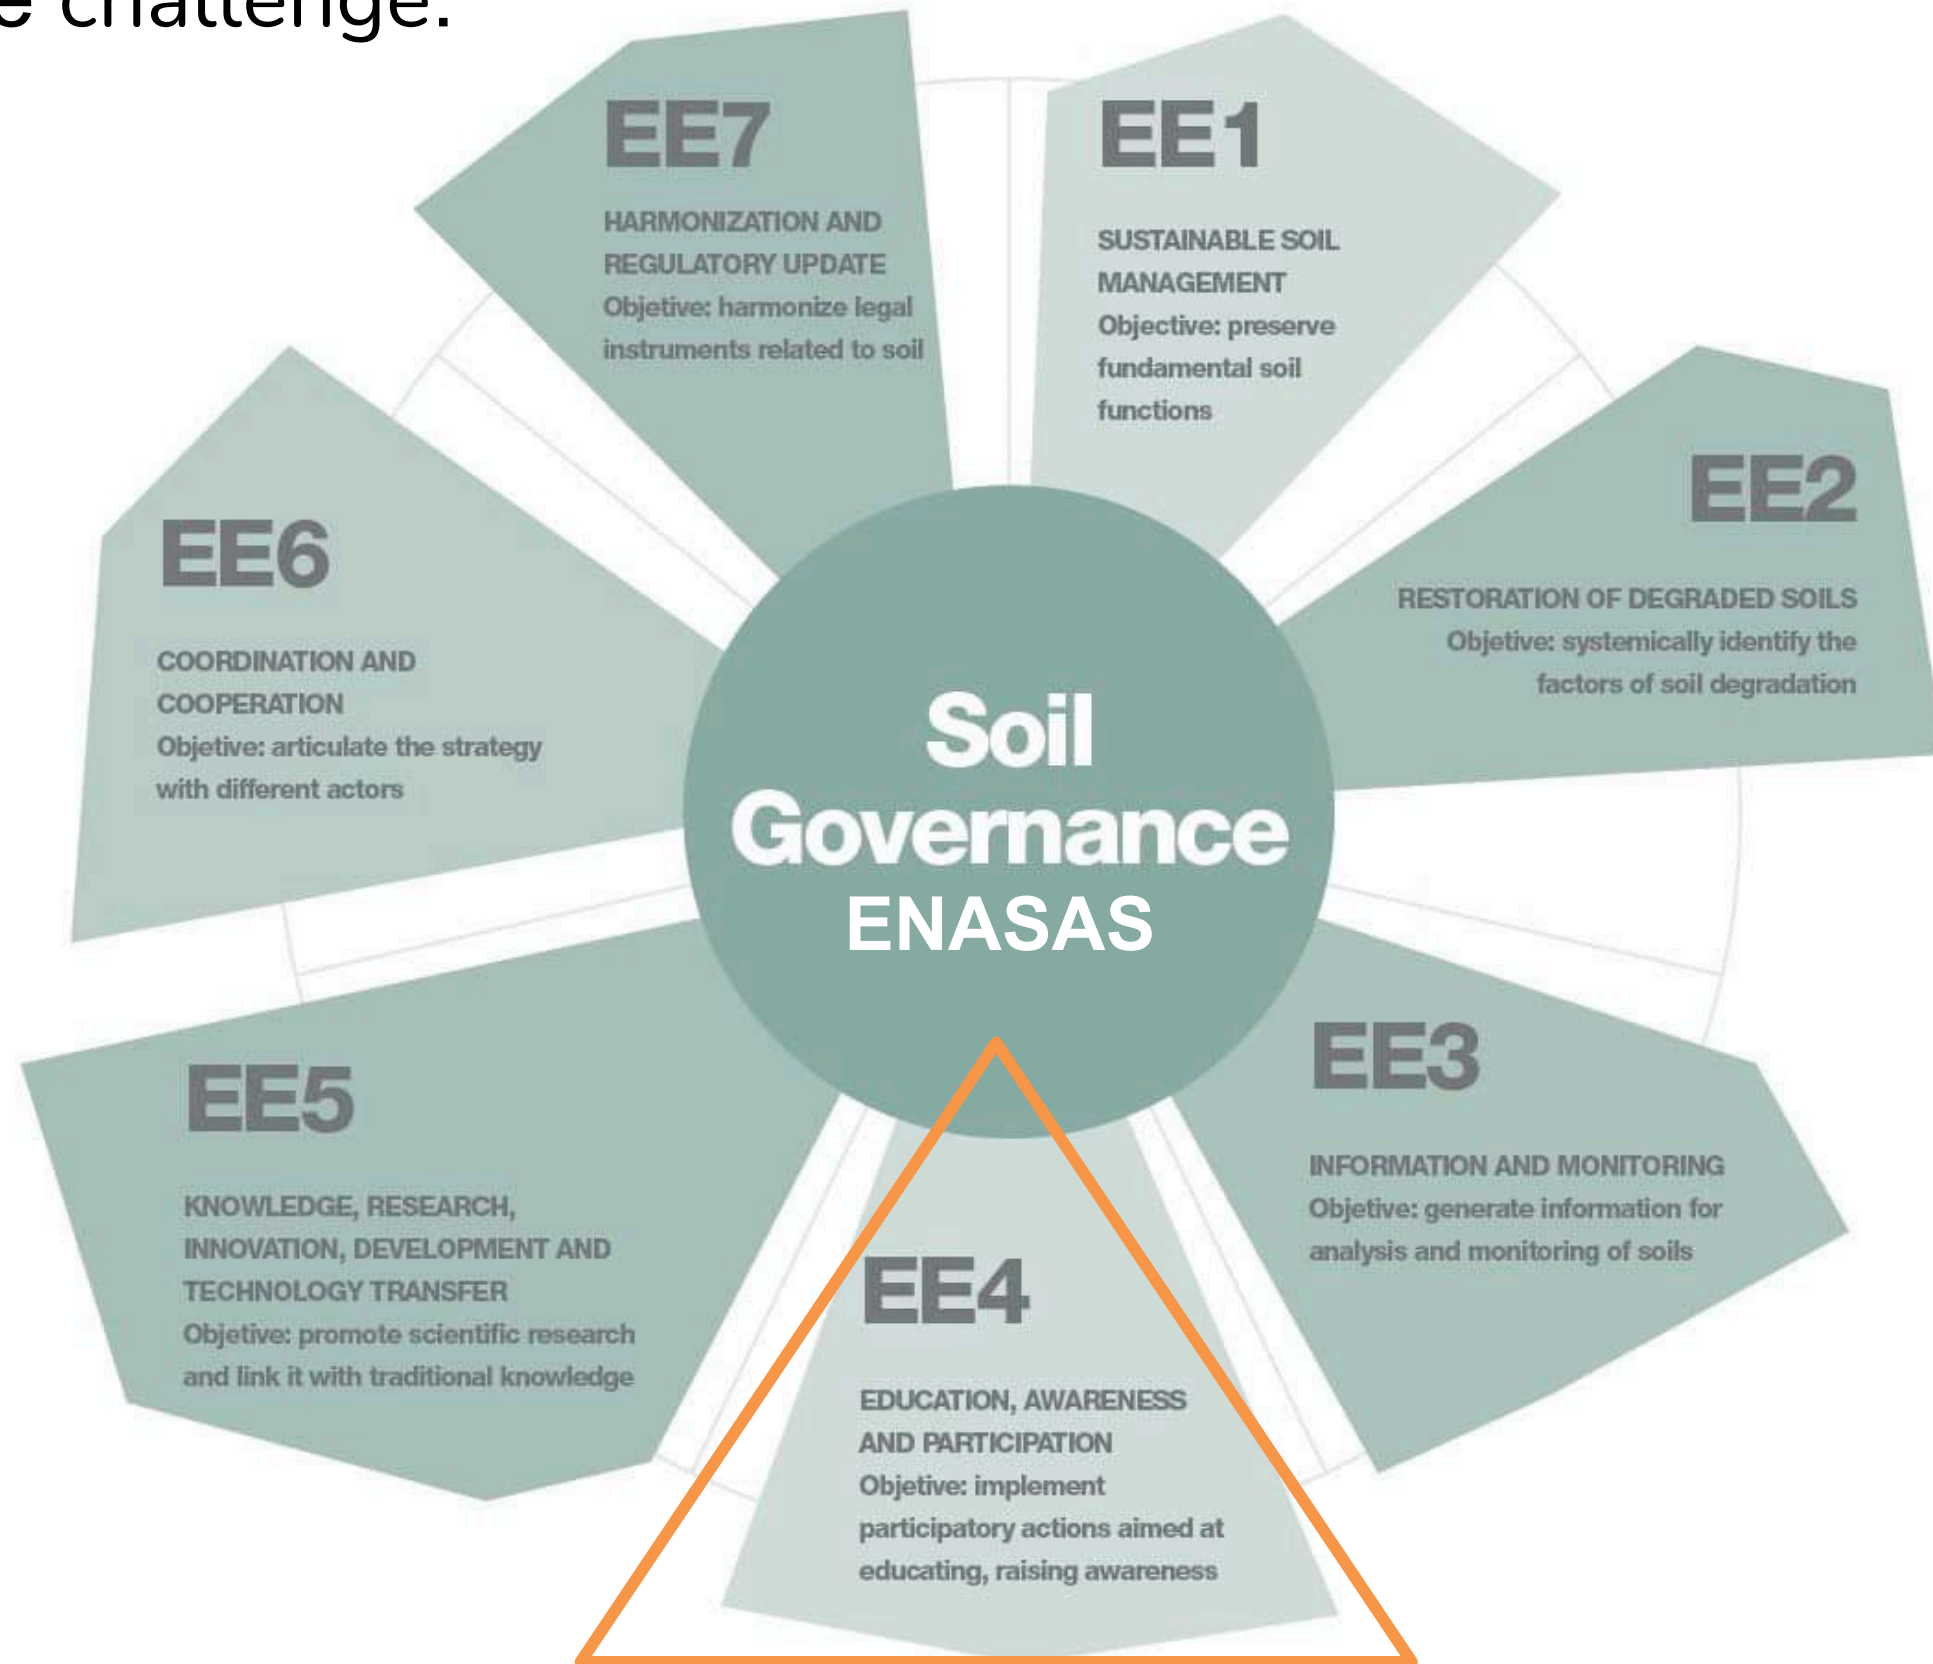 challenge.
EE7
HARMONIZATION AND
REGULATORY UPDATE
Objetive: harmonize legal
instruments related to soil
EE1
SUSTAINABLE SOIL
MANAGEMENT
Objective: preserve
fundamental soil
functions
EE2
RESTORATION OF DEGRADED SOILS
Objetive: systemically identify the
factors of soil degradation
EE6
COORDINATION AND
COOPERATION
Objetive: articulate the strategy
with different actors
Soil
Governance
ENASAS
EE3
INFORMATION AND MONITORING
Objetive: generate information for
analysis and monitoring of soils
EE5
KNOWLEDGE, RESEARCH,
INNOVATION, DEVELOPMENT AND
TECHNOLOGY TRANSFER
Objetive: promote scientific research
and link it with traditional knowledge
EE4
EDUCATION, AWARENESS
AND PARTICIPATION
Objetive: implement
participatory actions aimed at
educating, raising awareness